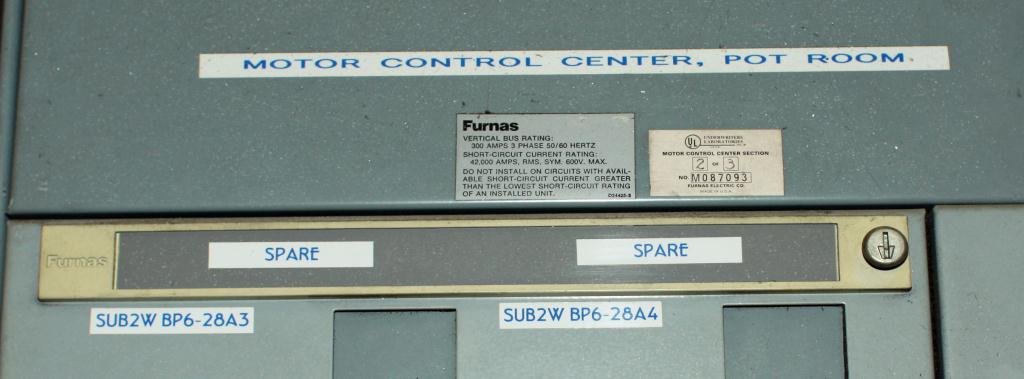 MOTOR CONTROL CENTER, POT ROOM
Furnas
VERTICAL BUS RATING:
300 AMPS 3 PHASE 50/60 HERTZ
SHORT-CIRCUIT CURRENT RATING:
42,000 AMPS, RMS, SYM. 600V. MAX.
DO NOT INSTALL ON CIRCUITS WITH AVAIL-
ABLE SHORT-CIRCUIT CURRENT GREATER
THAN THE LOWEST SHORT-CIRCUIT RATING
OF AN INSTALLED UNIT.
UL
UNDERWRITERS
LABORATORIES
MOTOR CONTROL CENTER SECTION
2 OF 3
NO. M087093
FURNAS ELECTRIC CO.
MADE IN U.S.A.
Furnas
SPARE
SPARE
SUB2W BP6-28A3
SUB2W BP6-28A4